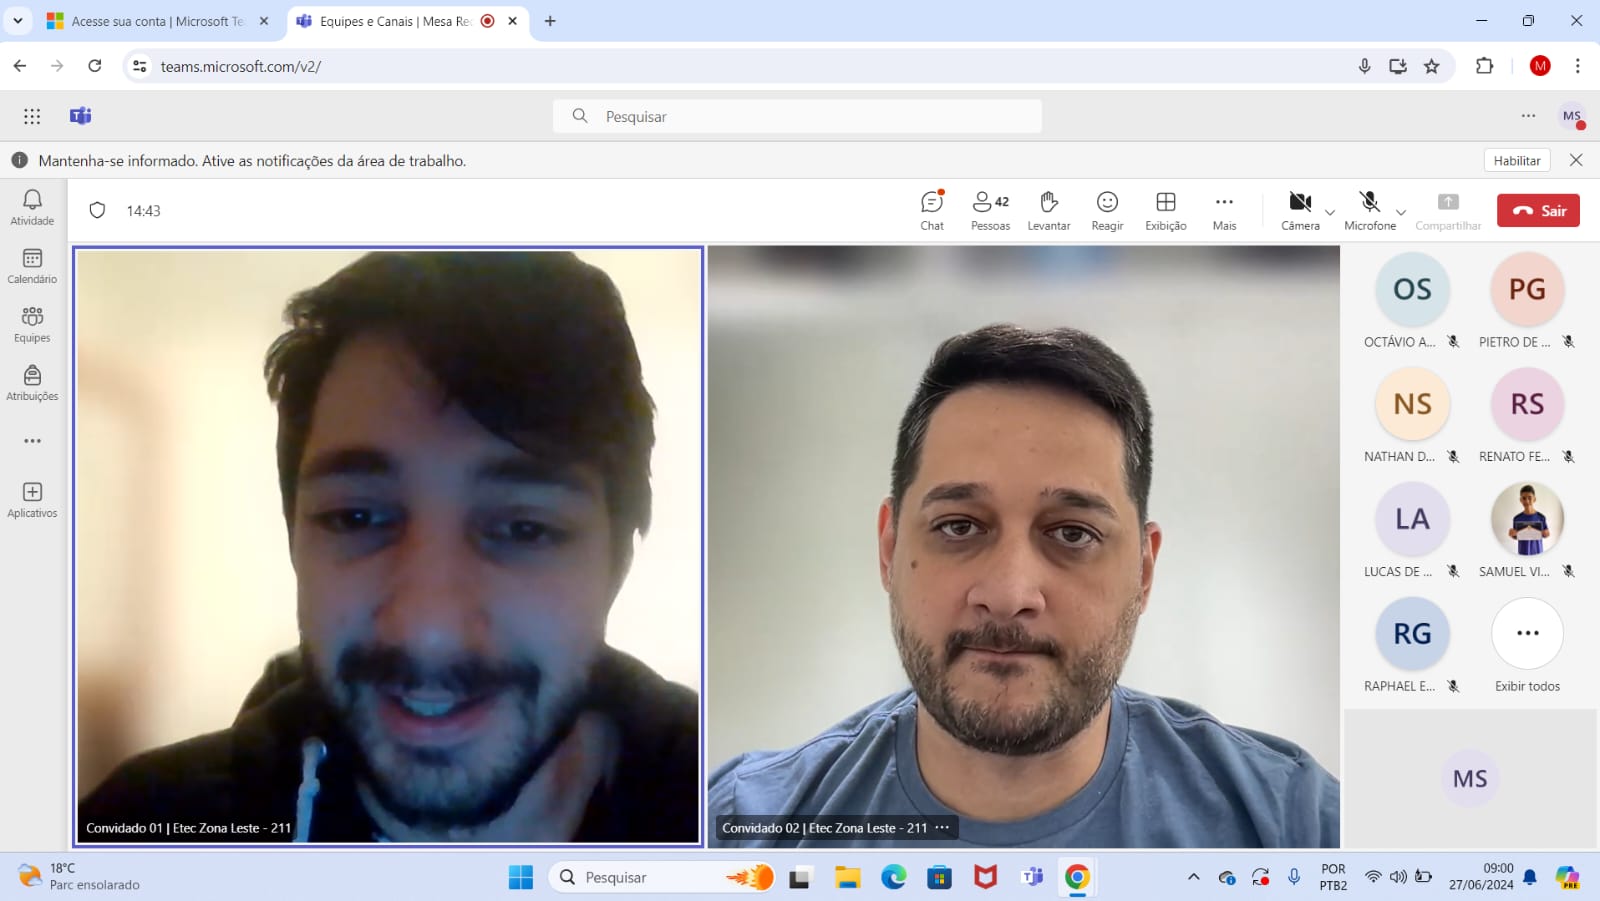 Acesse sua conta | Microsoft Te
Equipes e Canais | Mesa Red
teams.microsoft.com/v2/
M
Pesquisar
MS
Mantenha-se informado. Ative as notificações da área de trabalho.
Habilitar
Atividade
Calendário
Equipes
Atribuições
Aplicativos
14:43
Chat
42
Pessoas
Levantar
Reagir
Exibição
Mais
Câmera
Microfone
Compartilhar
Sair
Convidado 01 | Etec Zona Leste - 211
Convidado 02 | Etec Zona Leste - 211 ...
OS
OCTÁVIO A...
PG
PIETRO DE ...
NS
NATHAN D...
RS
RENATO FE...
LA
LUCAS DE ...
SAMUEL VI...
RG
RAPHAEL E...
Exibir todos
MS
18°C
Parc ensolarado
Pesquisar
POR
PTB2
09:00
27/06/2024
PRE